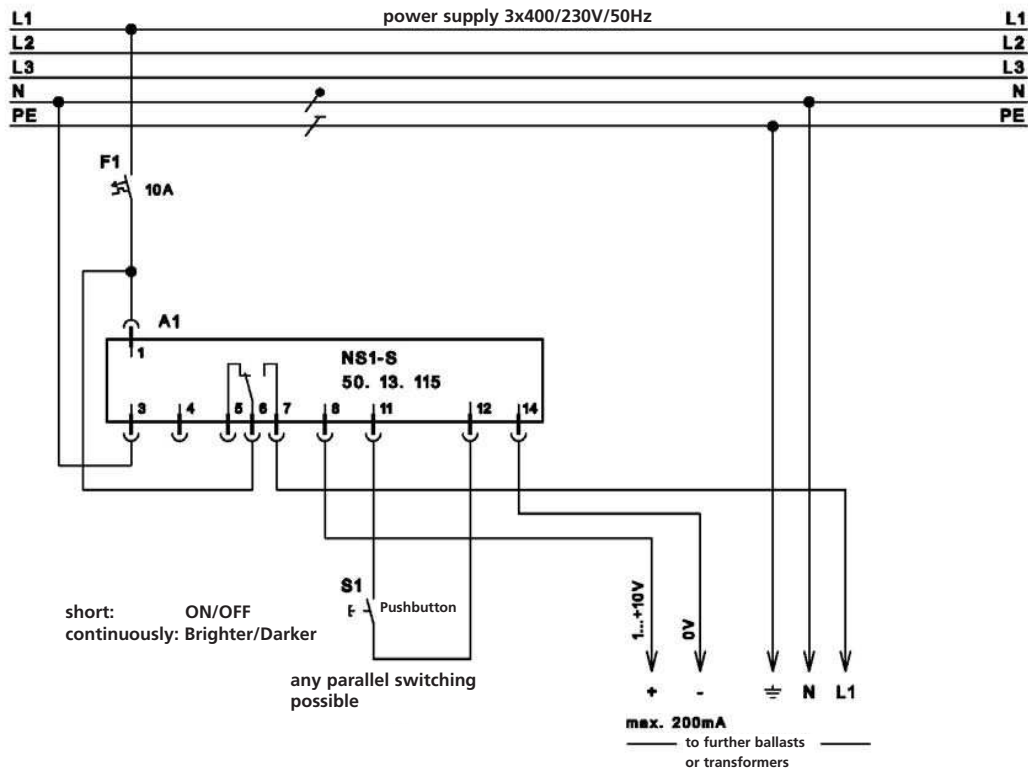 power supply 3x400/230V/50Hz
L1 L1
L2 L2
L3 L3
N N
PE PE
F1
10A
A1
1
NS1-S
50. 13. 115
3 4 5 6 7 8 11 12 14
S1
Pushbutton
short: ON/OFF
continuously: Brighter/Darker
any parallel switching
possible
1...+10V
0V
+ - N L1
max. 200mA
to further ballasts
or transformers